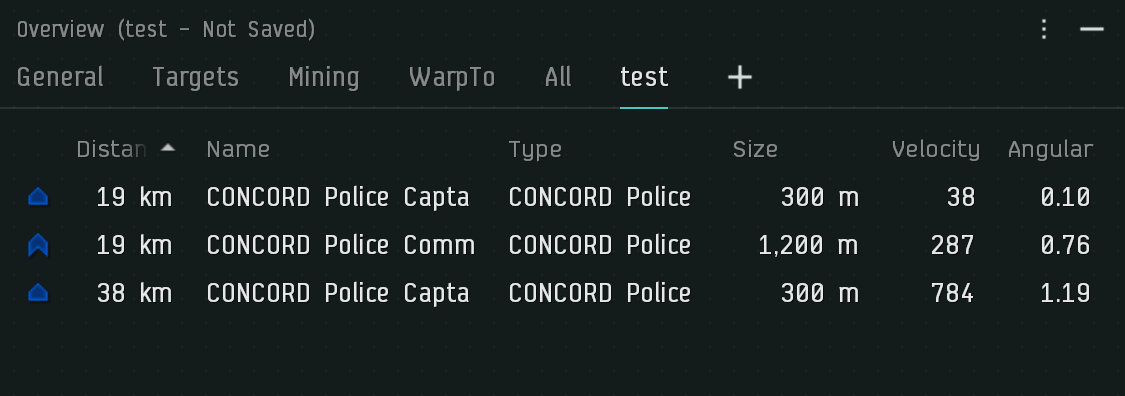 Overview (test - Not Saved)
General Targets Mining WarpTo All test +
Distan Name Type Size Velocity Angular
19 km CONCORD Police Capta CONCORD Police 300 m 38 0.10
19 km CONCORD Police Comm CONCORD Police 1,200 m 287 0.76
38 km CONCORD Police Capta CONCORD Police 300 m 784 1.19